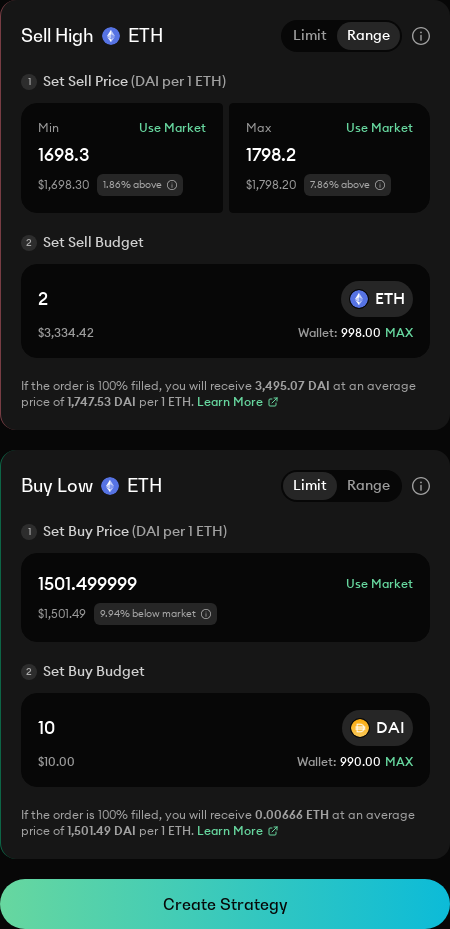 Sell High ETH Limit Range
1 Set Sell Price (DAI per 1 ETH)
Min Use Market
1698.3
$1,698.30 1.86% above
Max Use Market
1798.2
$1,798.20 7.86% above
2 Set Sell Budget
2 ETH
$3,334.42 Wallet: 998.00 MAX
If the order is 100% filled, you will receive 3,495.07 DAI at an average
price of 1,747.53 DAI per 1 ETH. Learn More
Buy Low ETH Limit Range
1 Set Buy Price (DAI per 1 ETH)
1501.499999 Use Market
$1,501.49 9.94% below market
2 Set Buy Budget
10 DAI
$10.00 Wallet: 990.00 MAX
If the order is 100% filled, you will receive 0.00666 ETH at an average
price of 1,501.49 DAI per 1 ETH. Learn More
Create Strategy